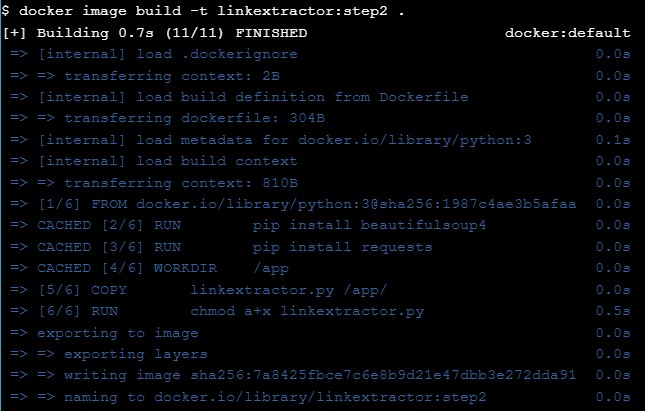 $ docker image build -t linkextractor:step2 .
[+] Building 0.7s (11/11) FINISHED docker:default
=> [internal] load .dockerignore 0.0s
=> => transferring context: 2B 0.0s
=> [internal] load build definition from Dockerfile 0.0s
=> => transferring dockerfile: 304B 0.0s
=> [internal] load metadata for docker.io/library/python:3 0.1s
=> [internal] load build context 0.0s
=> => transferring context: 810B 0.0s
=> [1/6] FROM docker.io/library/python:3@sha256:1987c4ae3b5afaa 0.0s
=> CACHED [2/6] RUN pip install beautifulsoup4 0.0s
=> CACHED [3/6] RUN pip install requests 0.0s
=> CACHED [4/6] WORKDIR /app 0.0s
=> [5/6] COPY linkextractor.py /app/ 0.0s
=> [6/6] RUN chmod a+x linkextractor.py 0.5s
=> exporting to image 0.0s
=> => exporting layers 0.0s
=> => writing image sha256:7a8425fbce7c6e8b9d21e47dbb3e272dda91 0.0s
=> => naming to docker.io/library/linkextractor:step2 0.0s